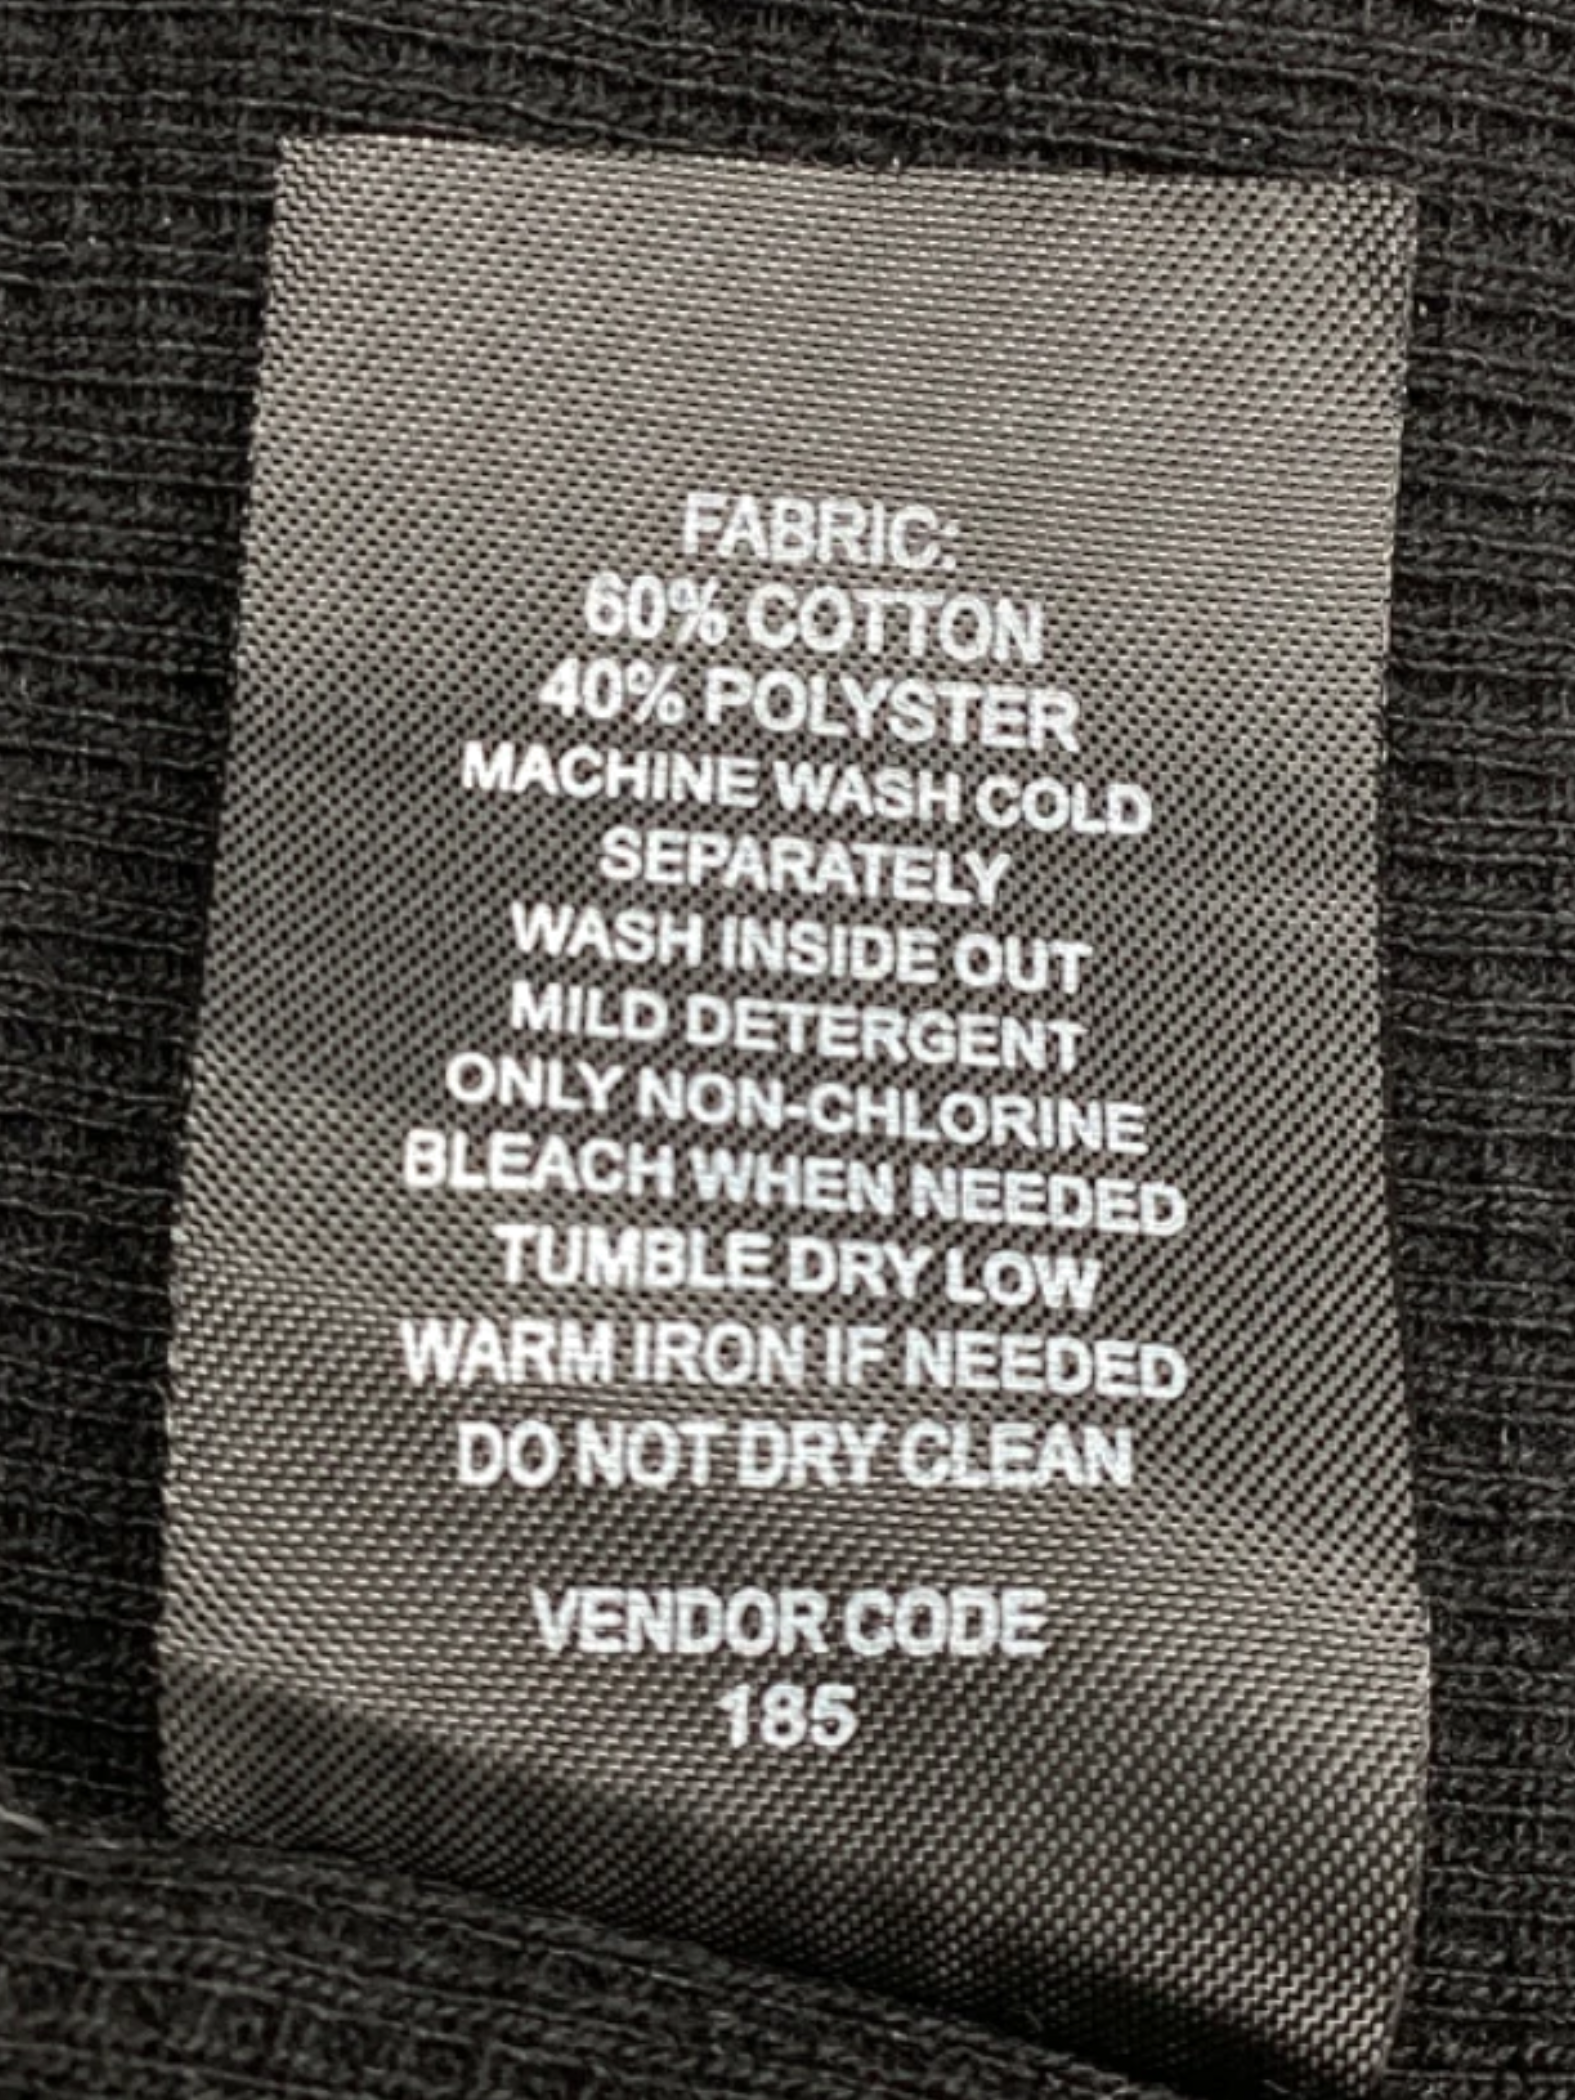 FABRIC:
60% COTTON
40% POLYSTER
MACHINE WASH COLD
SEPARATELY
WASH INSIDE OUT
MILD DETERGENT
ONLY NON-CHLORINE
BLEACH WHEN NEEDED
TUMBLE DRY LOW
WARM IRON IF NEEDED
DO NOT DRY CLEAN
VENDOR CODE
185